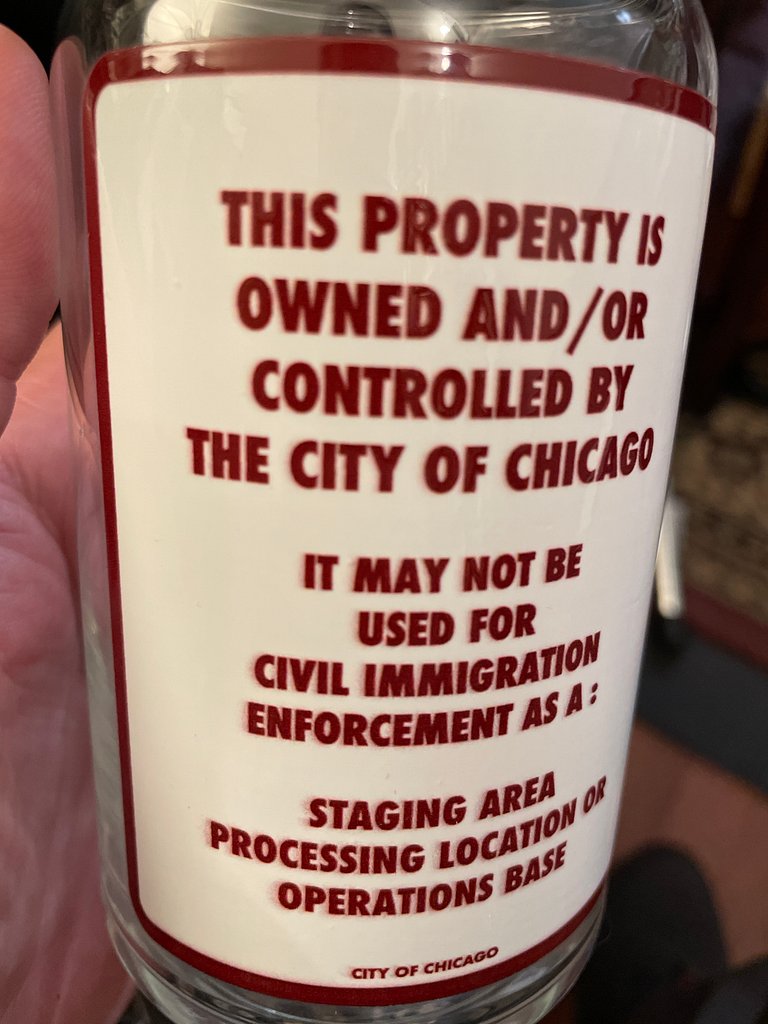 THIS PROPERTY IS
OWNED AND/OR
CONTROLLED BY
THE CITY OF CHICAGO
IT MAY NOT BE
USED FOR
CIVIL IMMIGRATION
ENFORCEMENT AS A :
STAGING AREA
PROCESSING LOCATION OR
OPERATIONS BASE
CITY OF CHICAGO